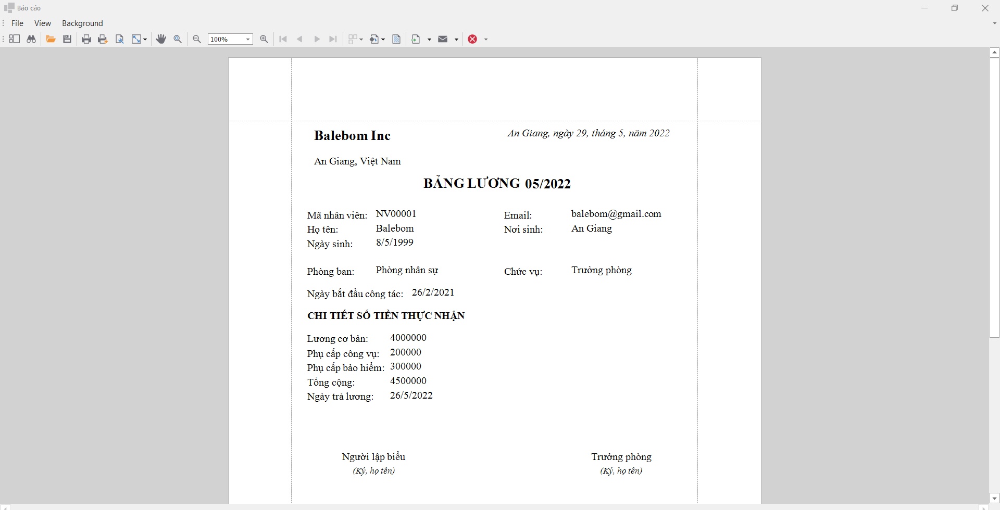 Báo cáo
File View Background
100%
Balebom Inc
An Giang, ngày 29, tháng 5, năm 2022
An Giang, Việt Nam
BẢNG LƯƠNG 05/2022
Mã nhân viên: NV00001 Email: balebom@gmail.com
Họ tên: Balebom Nơi sinh: An Giang
Ngày sinh: 8/5/1999
Phòng ban: Phòng nhân sự Chức vụ: Trưởng phòng
Ngày bắt đầu công tác: 26/2/2021
CHI TIẾT SỐ TIỀN THỰC NHẬN
Lương cơ bản: 4000000
Phụ cấp công vụ: 200000
Phụ cấp bảo hiểm: 300000
Tổng cộng: 4500000
Ngày trả lương: 26/5/2022
Người lập biểu Trưởng phòng
(Ký, họ tên) (Ký, họ tên)